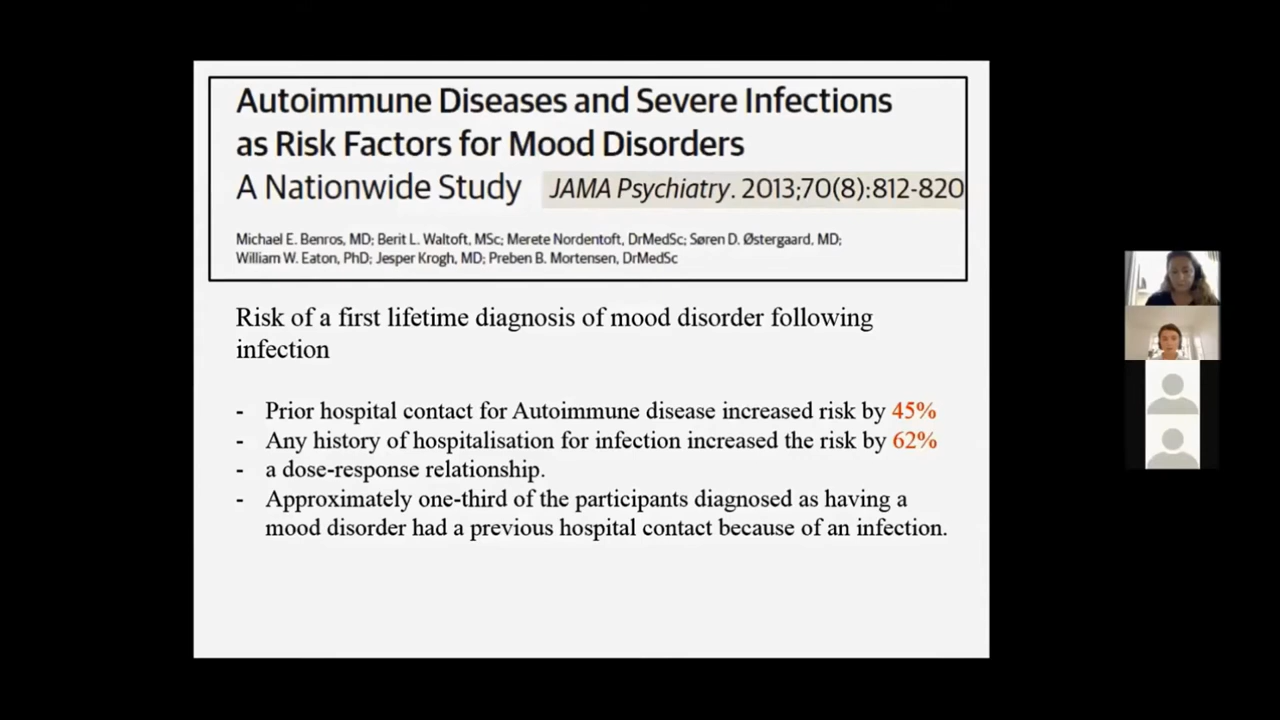 Autoimmune Diseases and Severe Infections
as Risk Factors for Mood Disorders
A Nationwide Study JAMA Psychiatry. 2013;70(8):812-820
Michael E. Benros, MD; Berit L. Waltoft, MSc; Merete Nordentoft, DrMedSc; Søren D. Østergaard, MD;
William W. Eaton, PhD; Jesper Krogh, MD; Preben B. Mortensen, DrMedSc
Risk of a first lifetime diagnosis of mood disorder following
infection
- Prior hospital contact for Autoimmune disease increased risk by 45%
- Any history of hospitalisation for infection increased the risk by 62%
- a dose-response relationship.
- Approximately one-third of the participants diagnosed as having a
mood disorder had a previous hospital contact because of an infection.